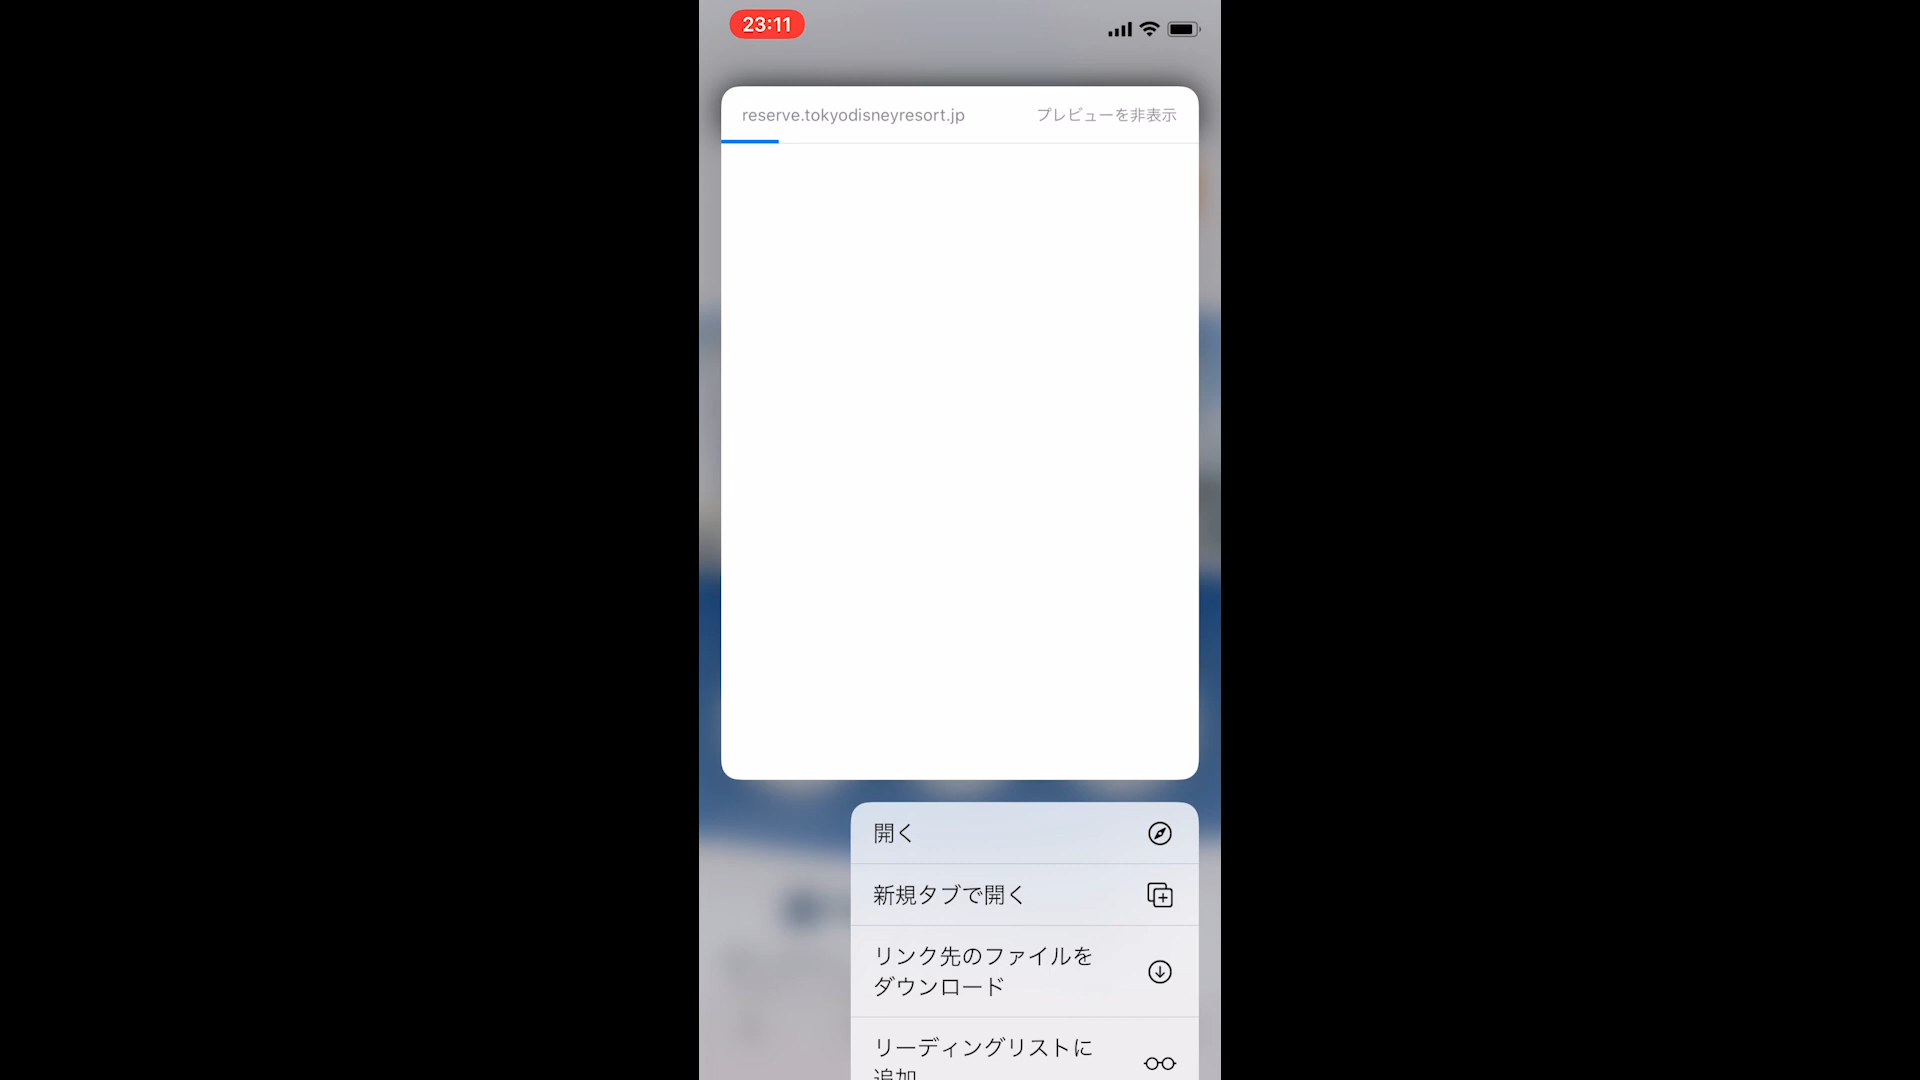 23:11
reserve.tokyodisneyresort.jp プレビューを非表示
開く
新規タブで開く
リンク先のファイルを
ダウンロード
リーディングリストに
追加